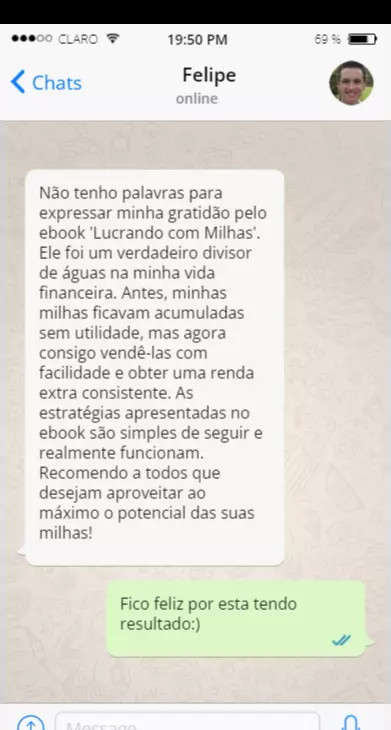 CLARO 19:50 PM 69 %
Chats
Felipe
online
Não tenho palavras para
expressar minha gratidão pelo
ebook 'Lucrando com Milhas'.
Ele foi um verdadeiro divisor
de águas na minha vida
financeira. Antes, minhas
milhas ficavam acumuladas
sem utilidade, mas agora
consigo vendê-las com
facilidade e obter uma renda
extra consistente. As
estratégias apresentadas no
ebook são simples de seguir e
realmente funcionam.
Recomendo a todos que
desejam aproveitar ao
máximo o potencial das suas
milhas!
Fico feliz por esta tendo
resultado:)
Message